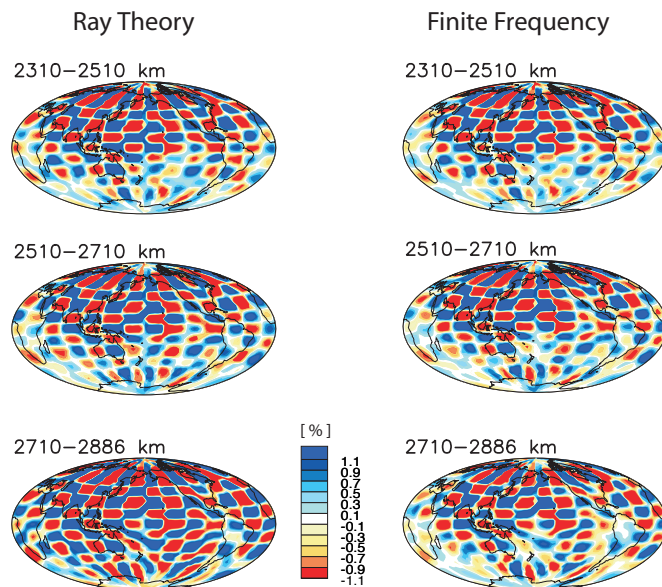 Ray Theory
Finite Frequency
2310-2510 km
2310-2510 km
2510-2710 km
2510-2710 km
2710-2886 km
2710-2886 km
[ % ]
1.1
0.9
0.7
0.5
0.3
0.1
-0.1
-0.3
-0.5
-0.7
-0.9
-1.1